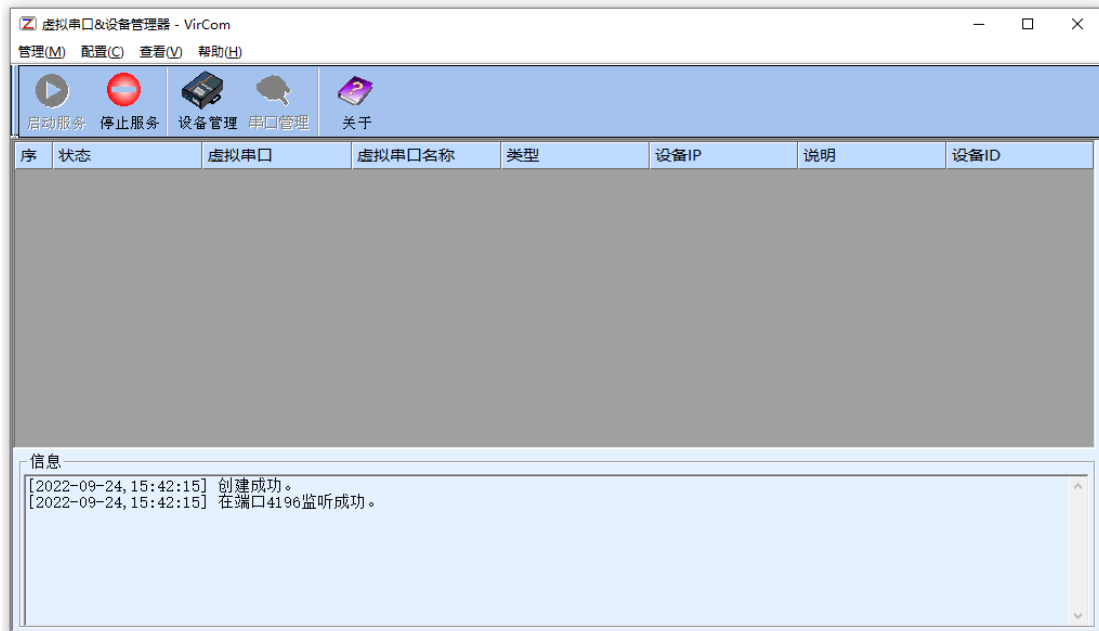 虚拟串口&设备管理器 - VirCom
管理(M) 配置(C) 查看(V) 帮助(H)
启动服务 停止服务 设备管理 串口管理 关于
序 状态 虚拟串口 虚拟串口名称 类型 设备IP 说明 设备ID
信息
[2022-09-24,15:42:15] 创建成功。
[2022-09-24,15:42:15] 在端口4196监听成功。